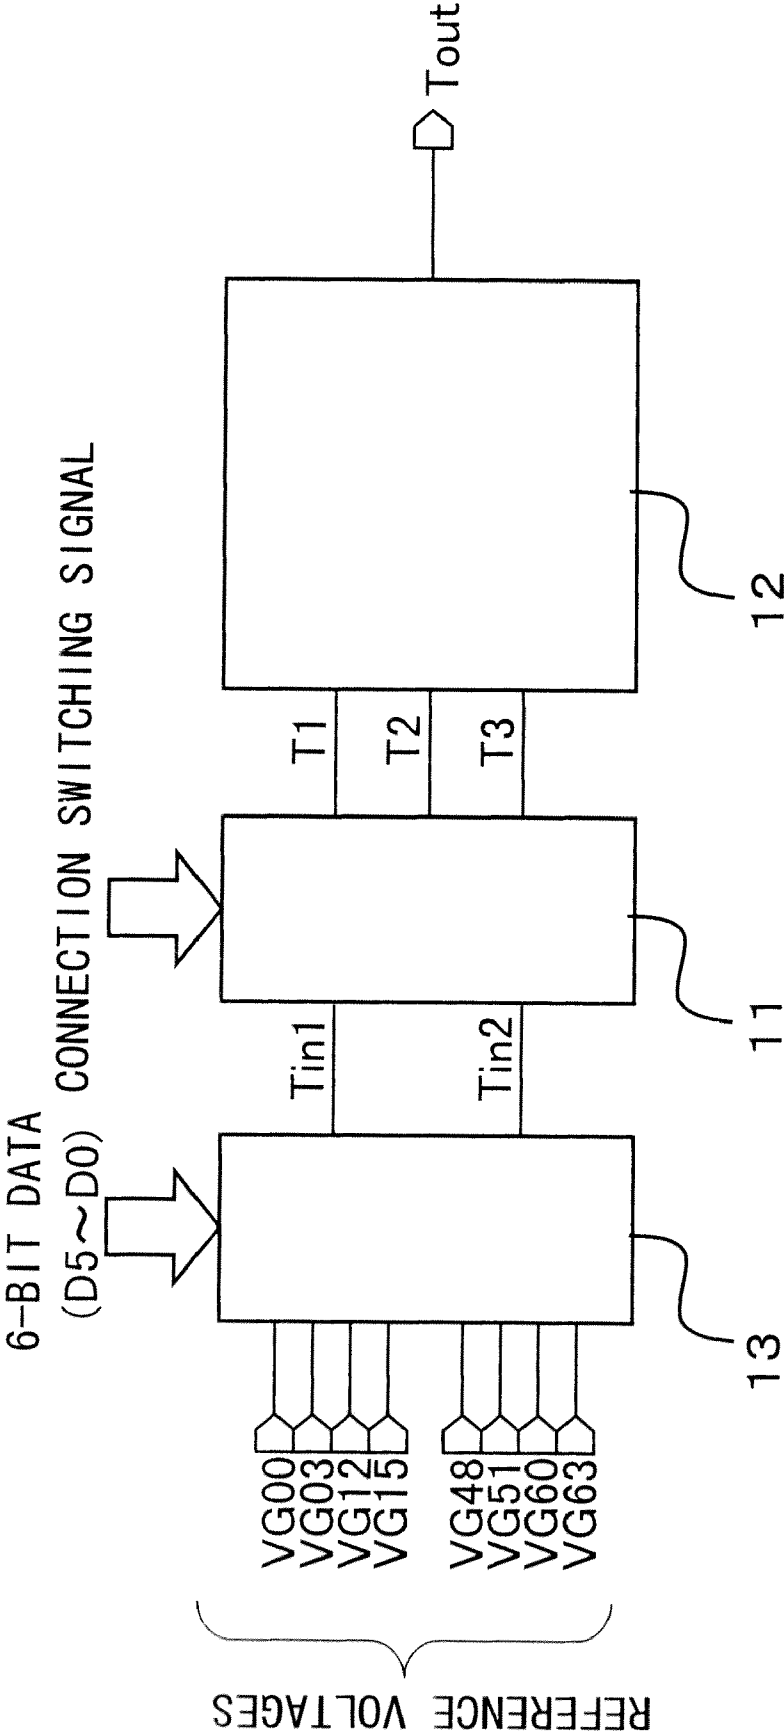 6-BIT DATA
(D5~D0)
CONNECTION SWITCHING SIGNAL
REFERENCE VOLTAGES
VG00
VG03
VG12
VG15
VG48
VG51
VG60
VG63
Tin1
Tin2
T1
T2
T3
Tout
13
11
12